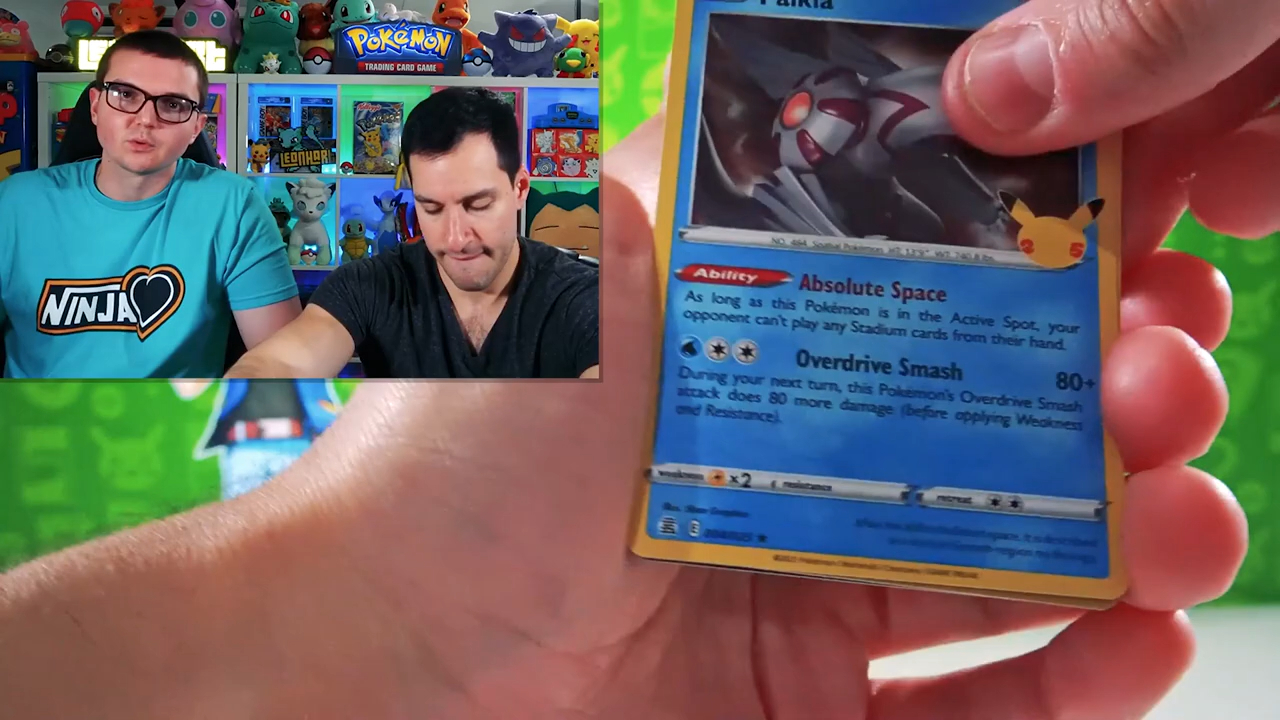 POKÉMON
TRADING CARD GAME
LEONHART
NINJA
Palkia
25
NO. 484 Spatial Pokémon HT: 13'9" WT: 740.8 lbs.
Ability Absolute Space
As long as this Pokémon is in the Active Spot, your
opponent can't play any Stadium cards from their hand.
Overdrive Smash 80+
During your next turn, this Pokémon's Overdrive Smash
attack does 80 more damage (before applying Weakness
and Resistance).
weakness x2 resistance retreat
E